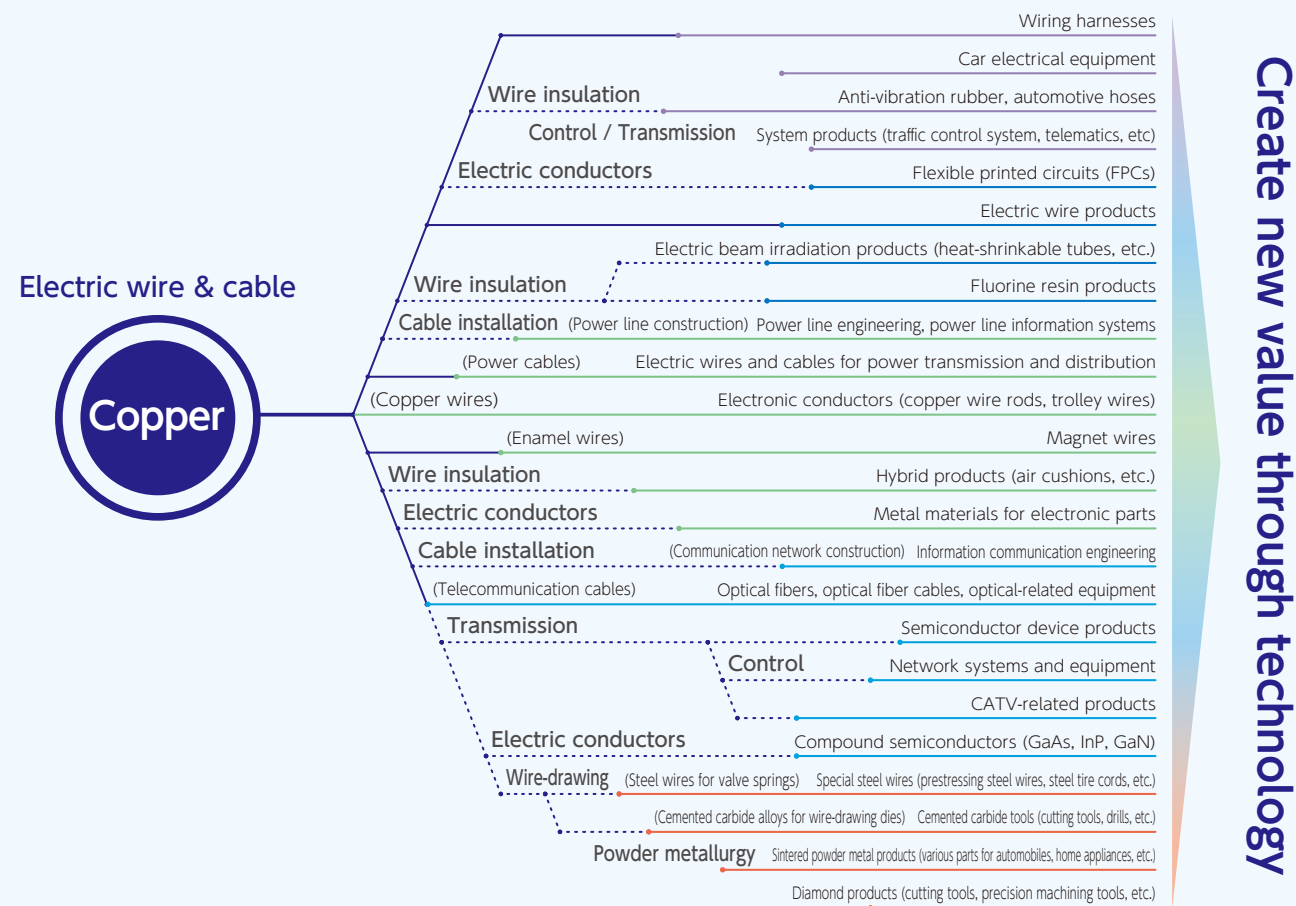 Wiring harnesses
Car electrical equipment
Wire insulation Anti-vibration rubber, automotive hoses
Control / Transmission System products (traffic control system, telematics, etc)
Electric conductors Flexible printed circuits (FPCs)
Electric wire products
Electric beam irradiation products (heat-shrinkable tubes, etc.)
Electric wire & cable
Wire insulation Fluorine resin products
Cable installation (Power line construction) Power line engineering, power line information systems
(Power cables) Electric wires and cables for power transmission and distribution
Copper
(Copper wires) Electronic conductors (copper wire rods, trolley wires)
(Enamel wires) Magnet wires
Wire insulation Hybrid products (air cushions, etc.)
Electric conductors Metal materials for electronic parts
Cable installation (Communication network construction) Information communication engineering
(Telecommunication cables) Optical fibers, optical fiber cables, optical-related equipment
Transmission Semiconductor device products
Control Network systems and equipment
CATV-related products
Electric conductors Compound semiconductors (GaAs, InP, GaN)
Wire-drawing (Steel wires for valve springs) Special steel wires (prestressing steel wires, steel tire cords, etc.)
(Cemented carbide alloys for wire-drawing dies) Cemented carbide tools (cutting tools, drills, etc.)
Powder metallurgy Sintered powder metal products (various parts for automobiles, home appliances, etc.)
Diamond products (cutting tools, precision machining tools, etc.)
Create new value through technology